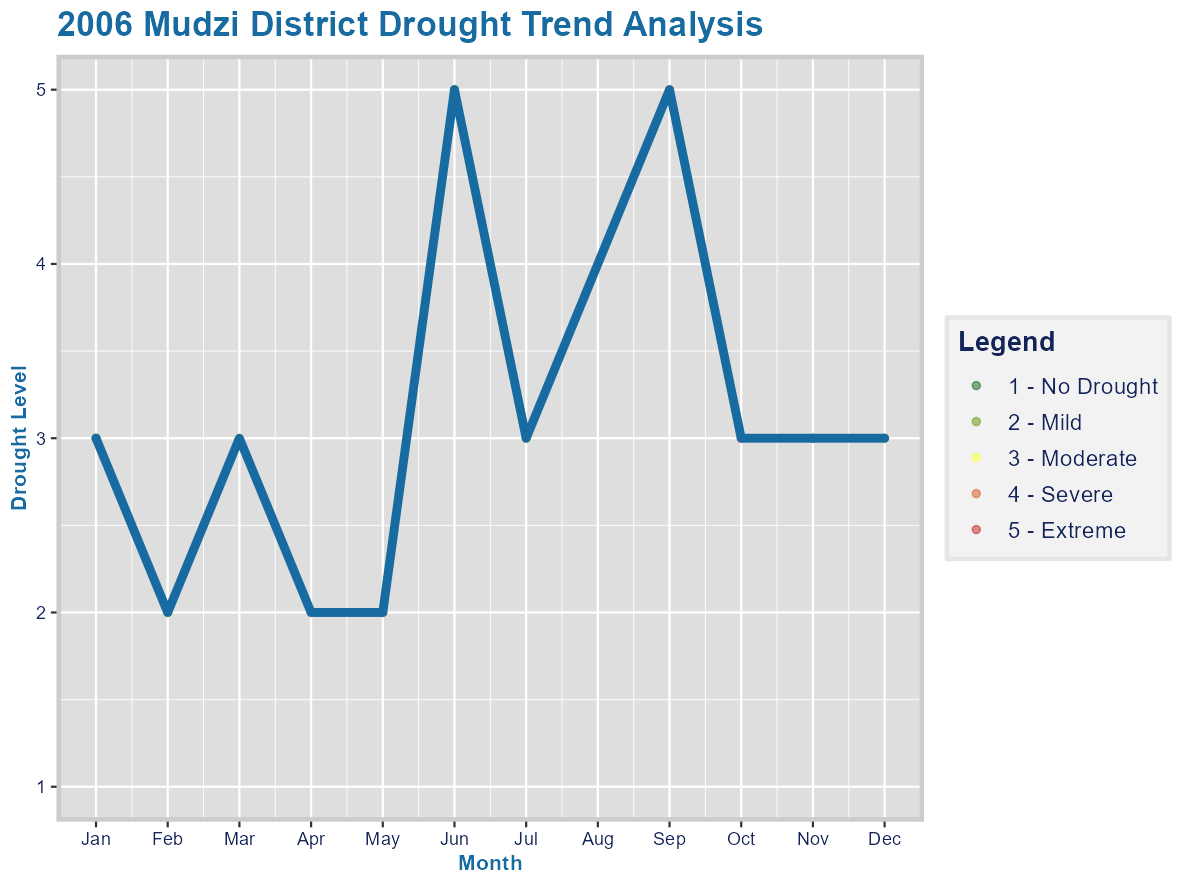 2006 Mudzi District Drought Trend Analysis
Drought Level
5
4
3
2
1
Jan Feb Mar Apr May Jun Jul Aug Sep Oct Nov Dec
Month
Legend
1 - No Drought
2 - Mild
3 - Moderate
4 - Severe
5 - Extreme